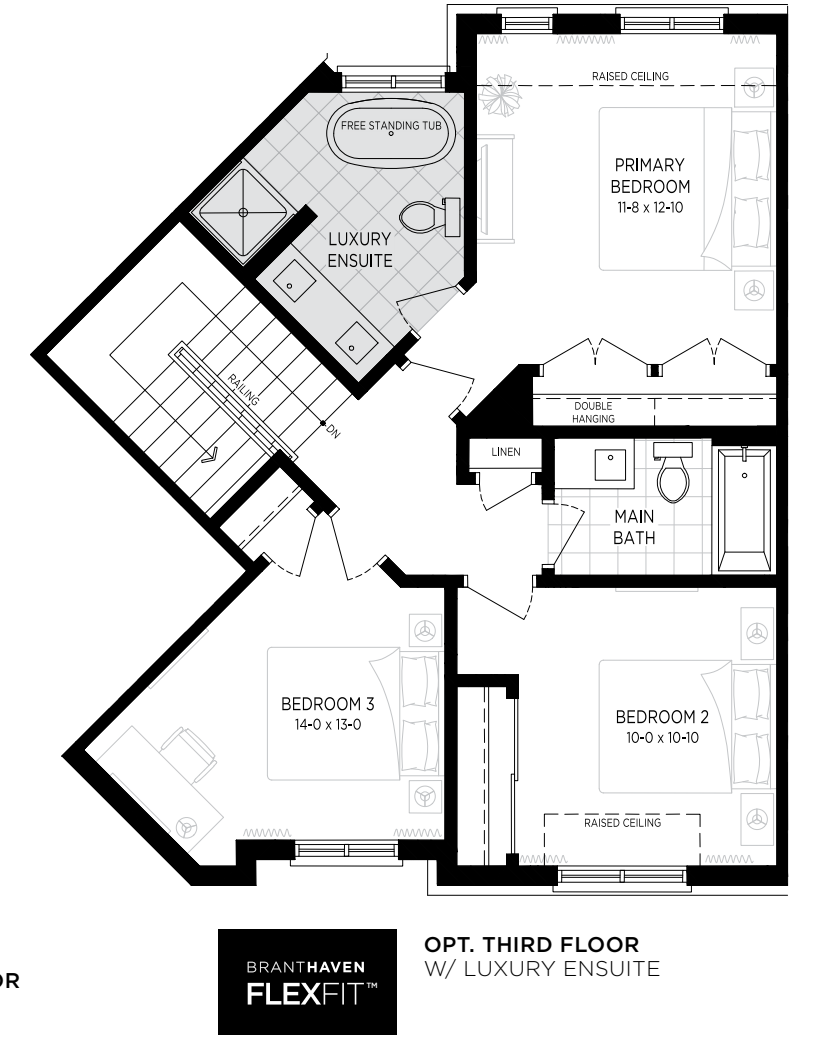 RAISED CEILING
FREE STANDING TUB
PRIMARY
BEDROOM
11-8 x 12-10
LUXURY
ENSUITE
RAILING
DN
DOUBLE
HANGING
LINEN
MAIN
BATH
BEDROOM 3
14-0 x 13-0
BEDROOM 2
10-0 x 10-10
RAISED CEILING
OR
BRANTHAVEN
FLEXFIT™
OPT. THIRD FLOOR
W/ LUXURY ENSUITE